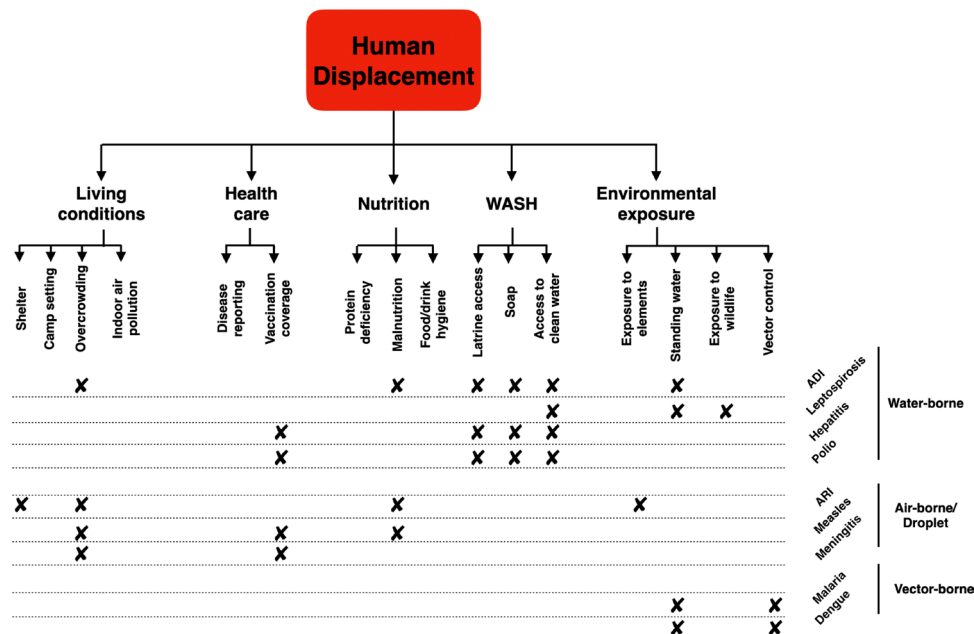 Human
Displacement
Living
conditions
Health
care
Nutrition
WASH
Environmental
exposure
Shelter
Camp setting
Overcrowding
Indoor air
pollution
Disease
reporting
Vaccination
coverage
Protein
deficiency
Malnutrition
Food/drink
hygiene
Latrine access
Soap
Access to
clean water
Exposure to
elements
Standing water
Exposure to
wildlife
Vector control
ADI
Leptospirosis
Hepatitis
Polio
Water-borne
ARI
Measles
Meningitis
Air-borne/
Droplet
Malaria
Dengue
Vector-borne